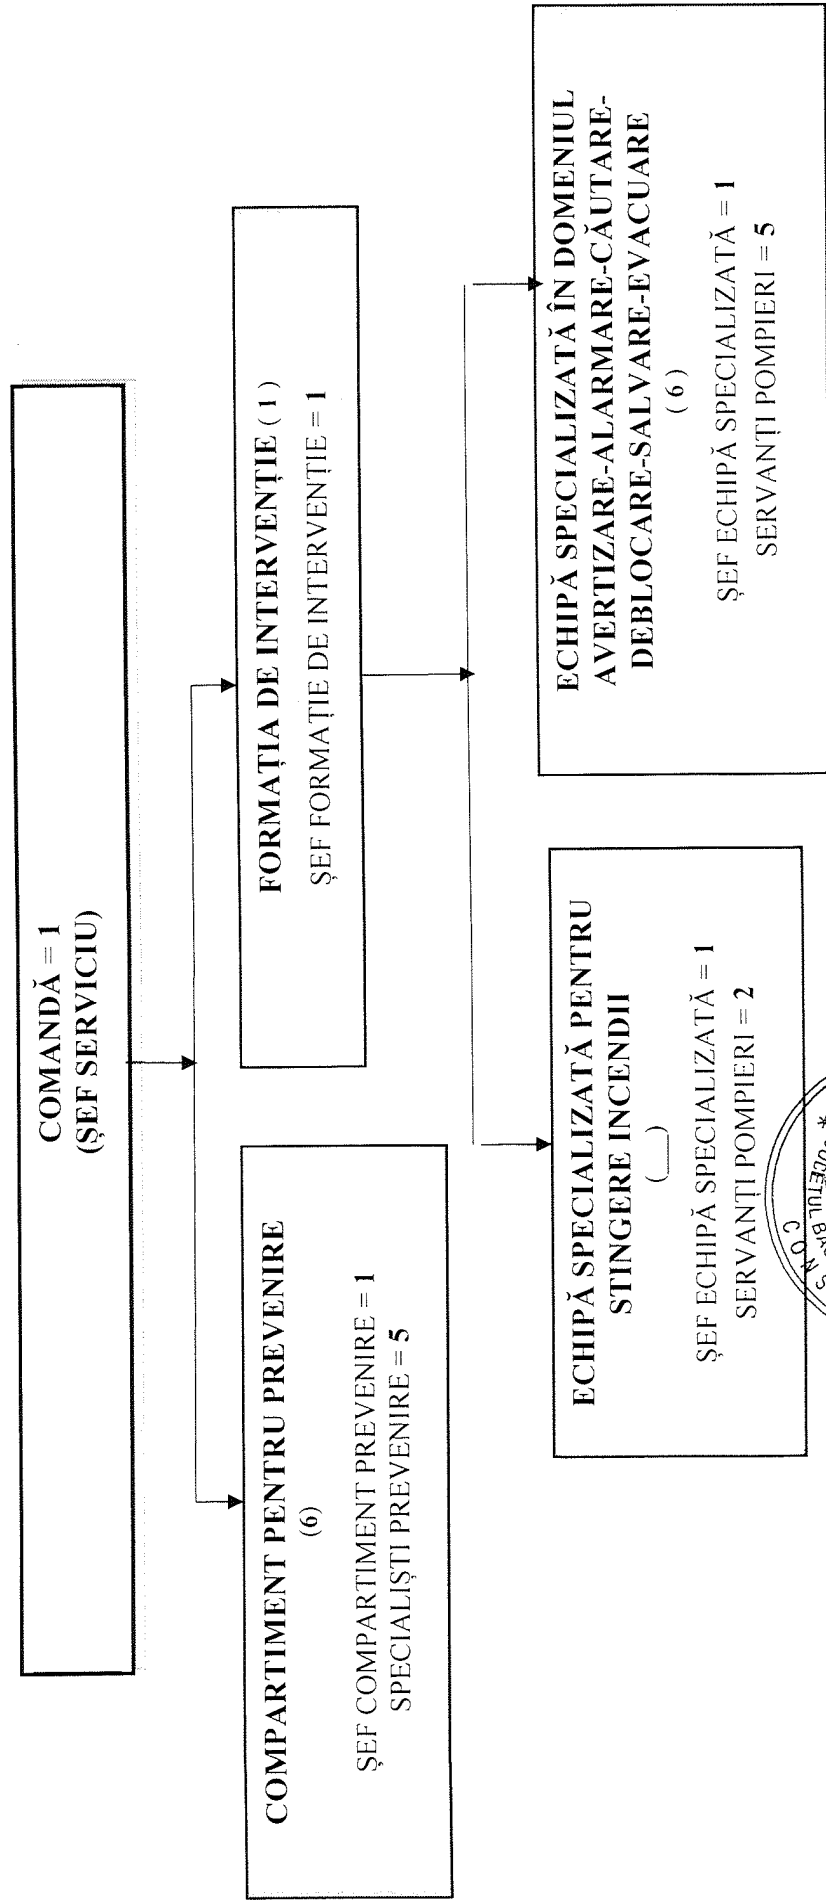 COMANDĂ = 1
(ȘEF SERVICIU)
COMPARTIMENT PENTRU PREVENIRE
(6)
ȘEF COMPARTIMENT PREVENIRE = 1
SPECIALIȘTI PREVENIRE = 5
FORMAȚIA DE INTERVENȚIE ( 1 )
ȘEF FORMAȚIE DE INTERVENȚIE = 1
ECHIPĂ SPECIALIZATĂ PENTRU
STINGERE INCENDII
ȘEF ECHIPĂ SPECIALIZATĂ = 1
SERVANȚI POMPIERI = 2
ECHIPĂ SPECIALIZATĂ ÎN DOMENIUL
AVERTIZARE-ALARMARE-CĂUTARE-
DEBLOCARE-SALVARE-EVACUARE
( 6 )
ȘEF ECHIPĂ SPECIALIZATĂ = 1
SERVANȚI POMPIERI = 5